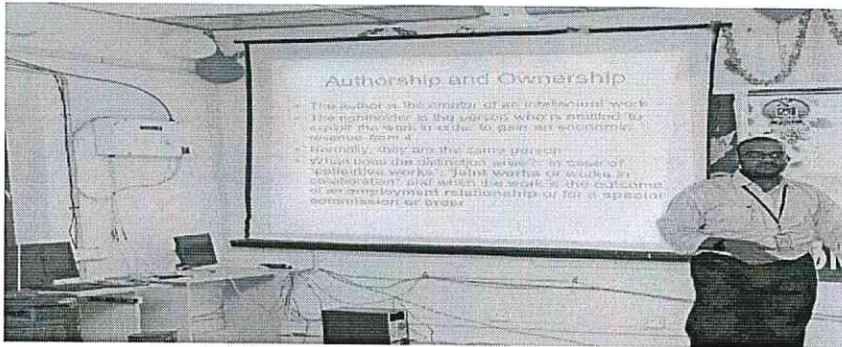 Authorship and Ownership
• The author is the creator of an intellectual work
• The rightholder is the person who is entitled to
exploit the work in order to gain an economic
revenue from it
• Normally, they are the same person
• When does the distinction arise?: in case of
"collective works", "joint works or works in
collaboration" and when the work is the outcome
of an employment relationship or for a special
commission or order